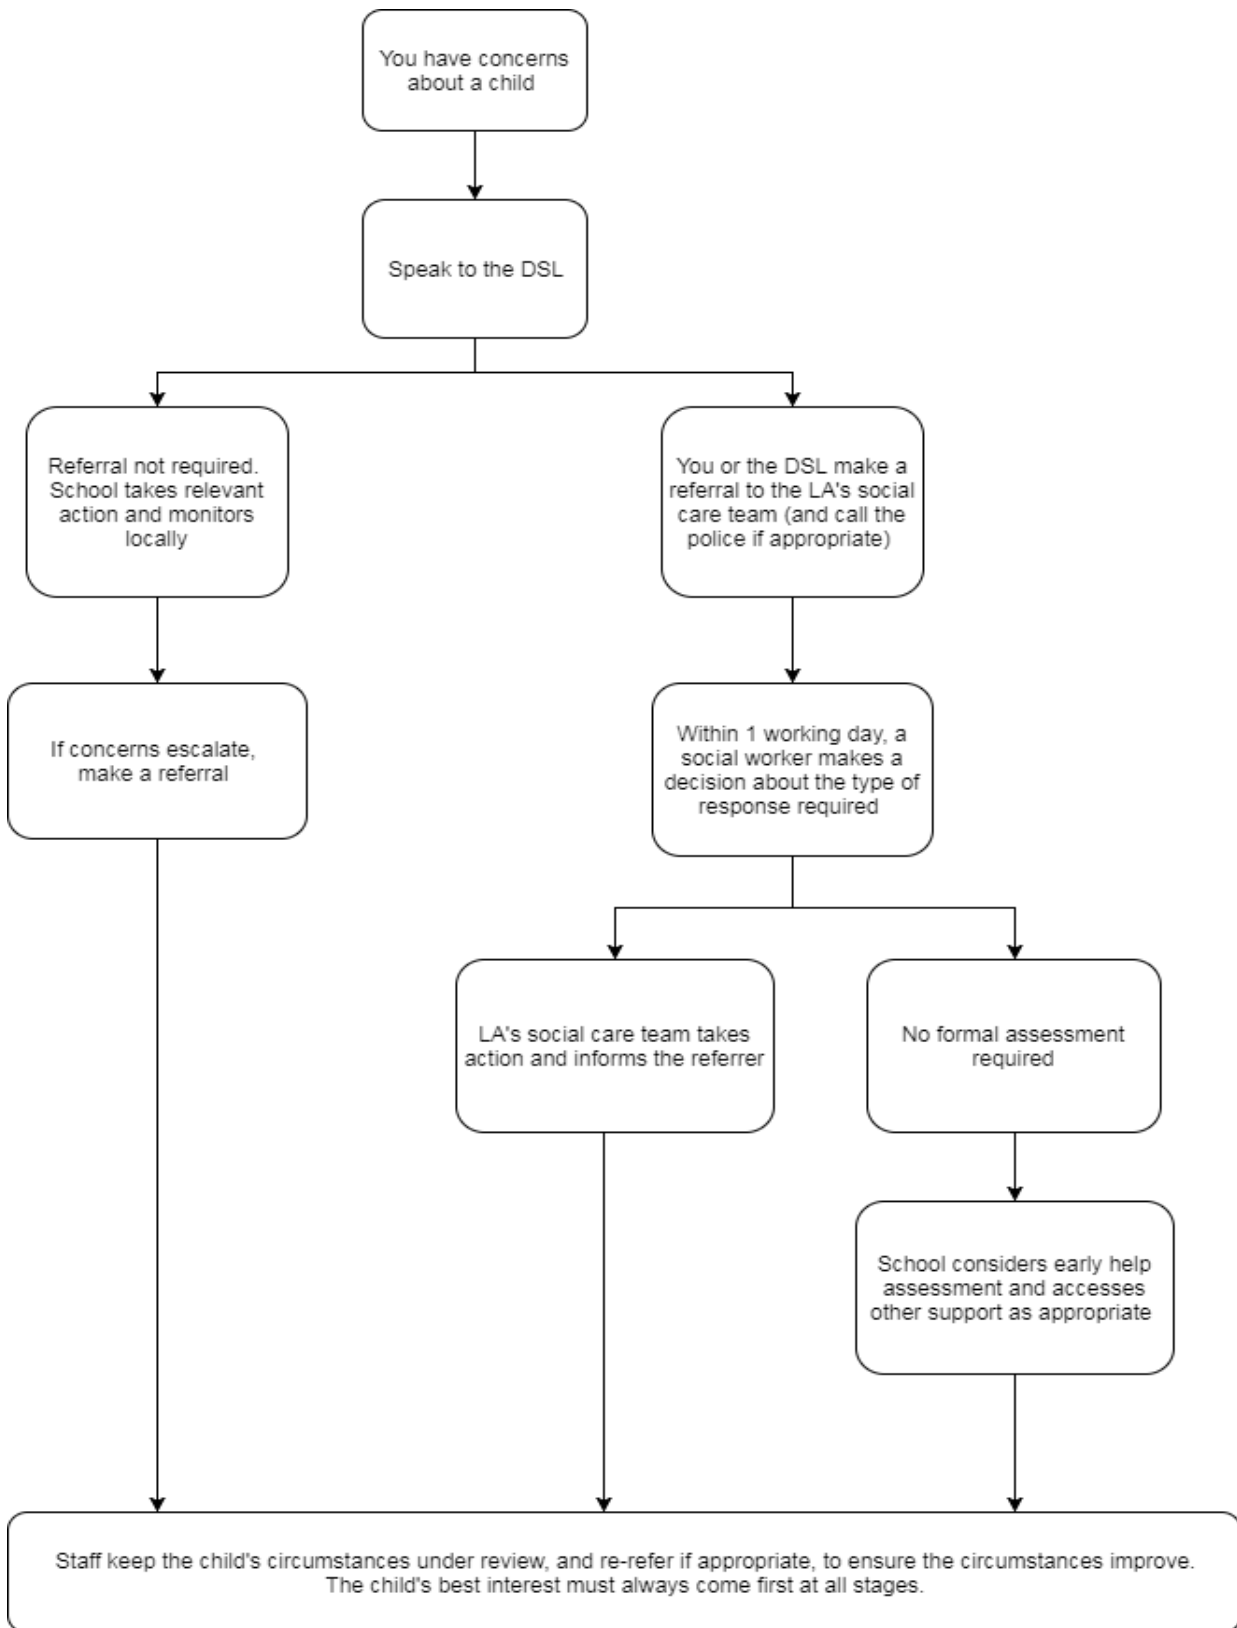 You have concerns
about a child
Speak to the DSL
Referral not required.
School takes relevant
action and monitors
locally
You or the DSL make a
referral to the LA's social
care team (and call the
police if appropriate)
If concerns escalate,
make a referral
Within 1 working day, a
social worker makes a
decision about the type of
response required
LA's social care team takes
action and informs the referrer
No formal assessment
required
School considers early help
assessment and accesses
other support as appropriate
Staff keep the child's circumstances under review, and re-refer if appropriate, to ensure the circumstances improve.
The child's best interest must always come first at all stages.